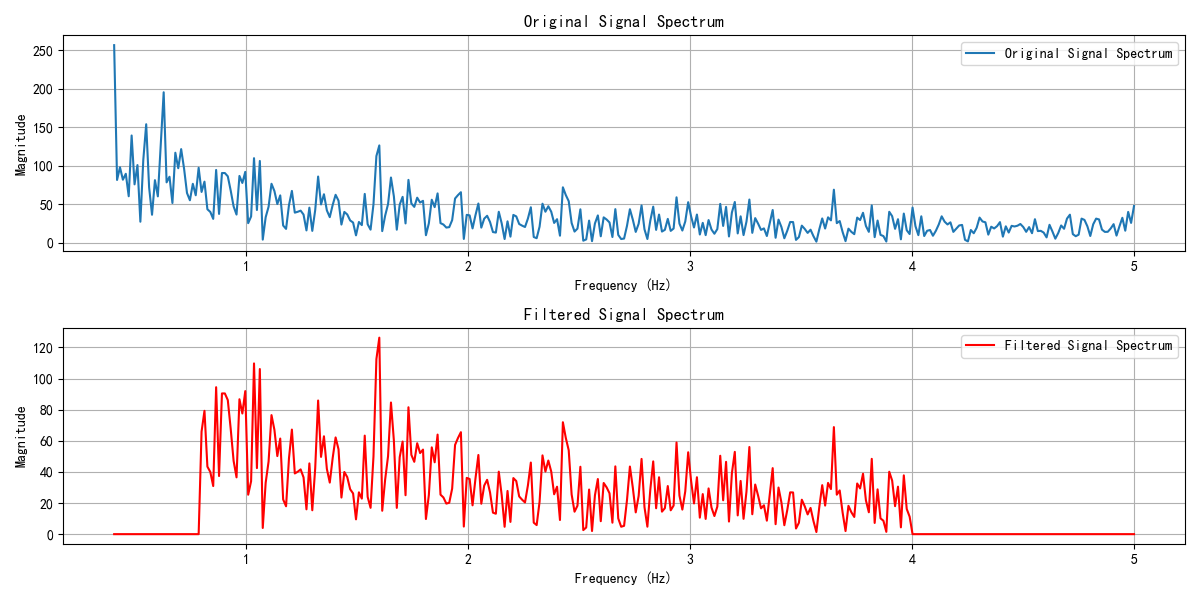 Original Signal Spectrum
Original Signal Spectrum
Magnitude
250
200
150
100
50
0
1
2
3
4
5
Frequency (Hz)
Filtered Signal Spectrum
Filtered Signal Spectrum
Magnitude
120
100
80
60
40
20
0
1
2
3
4
5
Frequency (Hz)